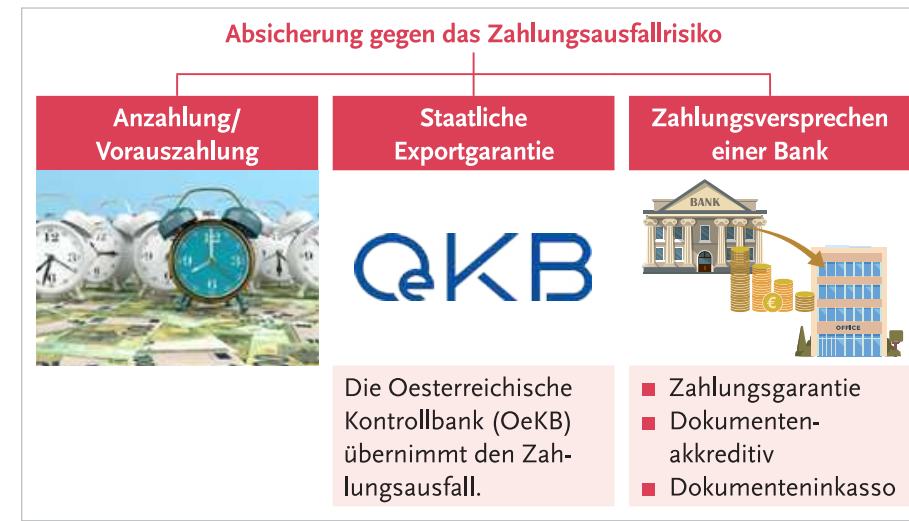 Absicherung gegen das Zahlungsausfallrisiko
Anzahlung/
Vorauszahlung
Staatliche
Exportgarantie
Zahlungsversprechen
einer Bank
OeKB
BANK
€
OFFICE
Die Oesterreichische
Kontrollbank (OeKB)
übernimmt den Zah-
lungsausfall.
■ Zahlungsgarantie
■ Dokumenten-
akkreditiv
■ Dokumenteninkasso